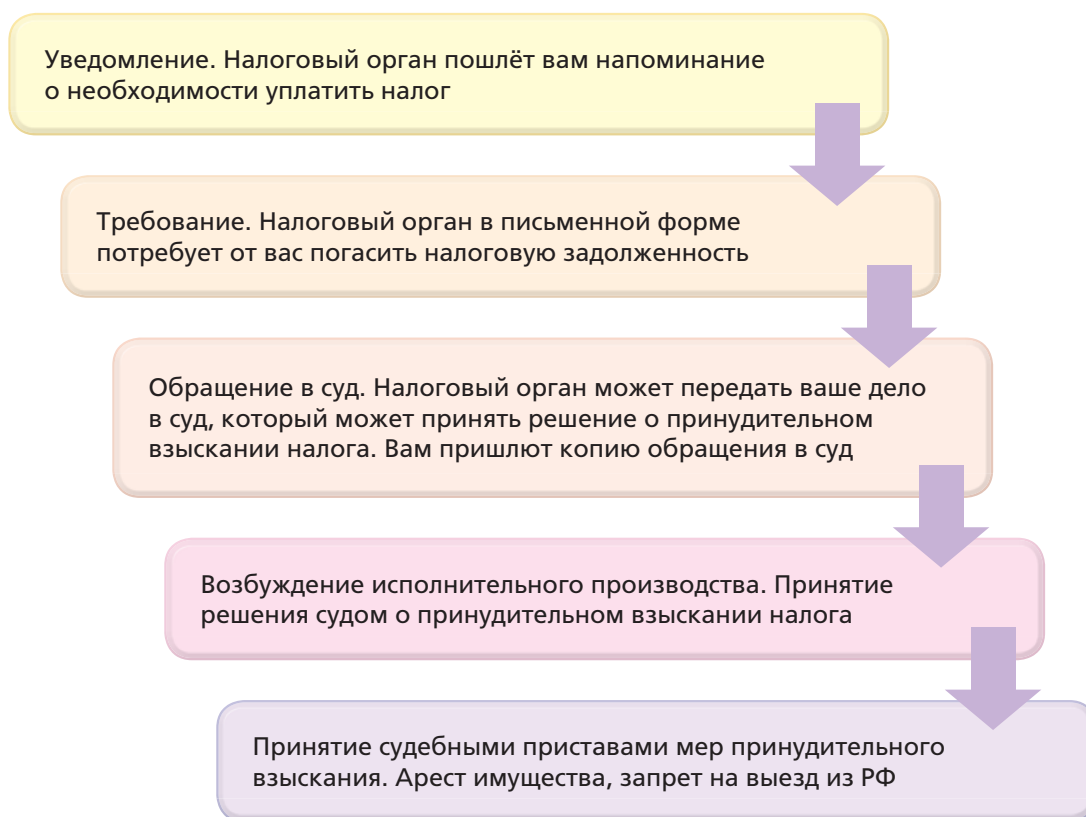 Уведомление. Налоговый орган пошлёт вам напоминание
о необходимости уплатить налог
Требование. Налоговый орган в письменной форме
потребует от вас погасить налоговую задолженность
Обращение в суд. Налоговый орган может передать ваше дело
в суд, который может принять решение о принудительном
взыскании налога. Вам пришлют копию обращения в суд
Возбуждение исполнительного производства. Принятие
решения судом о принудительном взыскании налога
Принятие судебными приставами мер принудительного
взыскания. Арест имущества, запрет на выезд из РФ